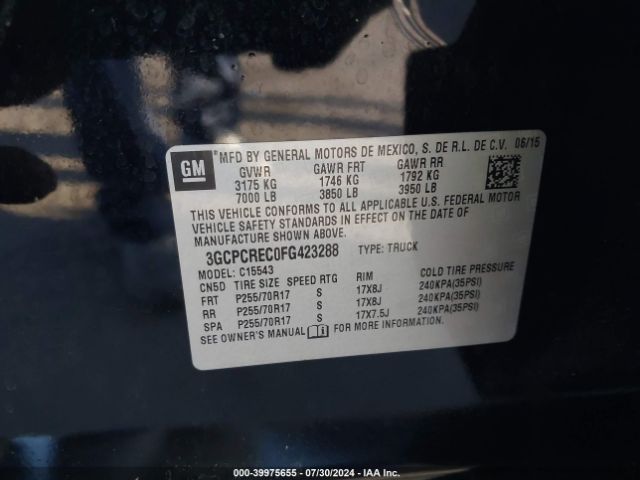 GM MFD BY GENERAL MOTORS DE MEXICO, S. DE R.L. DE C.V. 06/15
GVWR GAWR FRT GAWR RR
3175 KG 1746 KG 1792 KG
7000 LB 3850 LB 3950 LB
THIS VEHICLE CONFORMS TO ALL APPLICABLE U.S. FEDERAL MOTOR
VEHICLE SAFETY STANDARDS IN EFFECT ON THE DATE OF
MANUFACTURE SHOWN ABOVE.
3GCPCREC0FG423288 TYPE: TRUCK
MODEL: C15543
CN5D TIRE SIZE SPEED RTG RIM COLD TIRE PRESSURE
FRT P255/70R17 S 17X8J 240KPA(35PSI)
RR P255/70R17 S 17X8J 240KPA(35PSI)
SPA P255/70R17 S 17X7.5J 240KPA(35PSI)
SEE OWNER'S MANUAL FOR MORE INFORMATION.
000-39975655 - 07/30/2024 - IAA Inc.